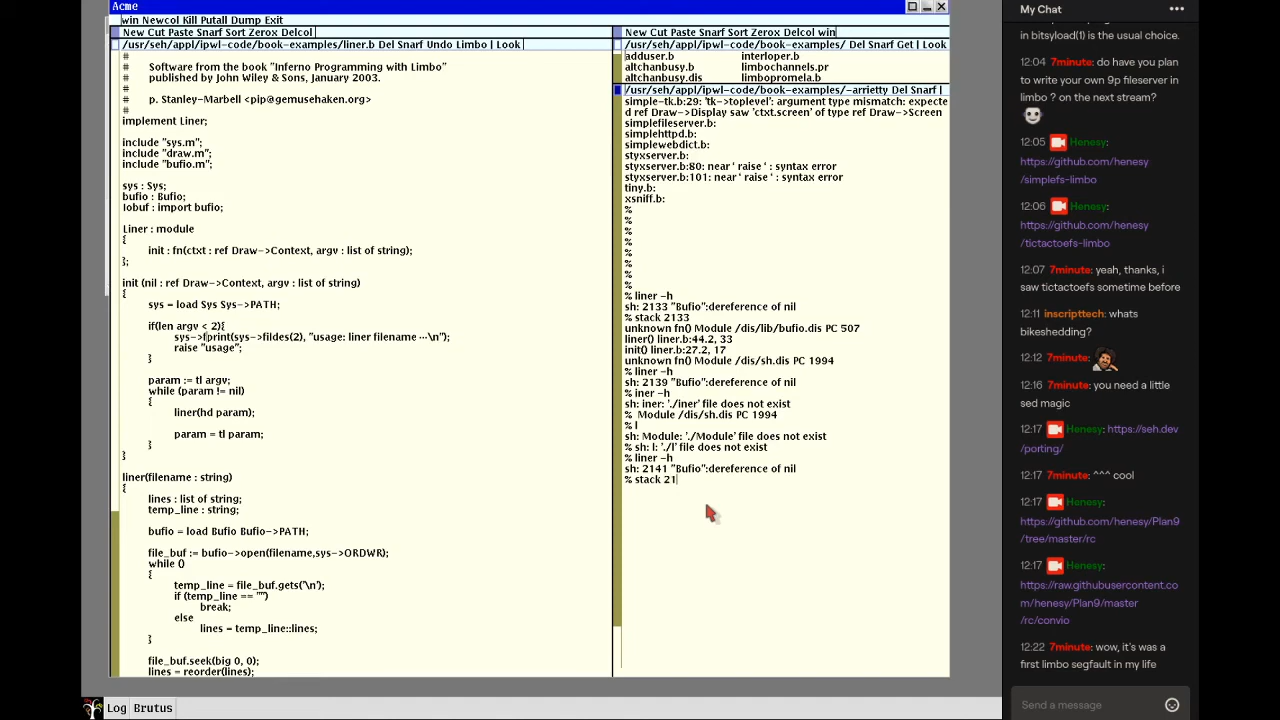 Acme
win Newcol Kill Putall Dump Exit
New Cut Paste Snarf Sort Zerox Delcol
/usr/seh/appl/ipwl-code/book-examples/liner.b Del Snarf Undo Limbo | Look
#
# Software from the book "Inferno Programming with Limbo"
# published by John Wiley & Sons, January 2003.
#
# p. Stanley-Marbell <pip@gemusehaken.org>
#
implement Liner;
include "sys.m";
include "draw.m";
include "bufio.m";
sys : Sys;
bufio : Bufio;
Iobuf : import bufio;
Liner : module
{
init : fn(ctxt : ref Draw->Context, argv : list of string);
};
init (nil : ref Draw->Context, argv : list of string)
{
sys = load Sys Sys->PATH;
if(len argv < 2){
sys->fprint(sys->fildes(2), "usage: liner filename ...\n");
raise "usage";
}
param := tl argv;
while (param != nil)
{
liner(hd param);
param = tl param;
}
}
liner(filename : string)
{
lines : list of string;
temp_line : string;
bufio = load Bufio Bufio->PATH;
file_buf := bufio->open(filename,sys->ORDWR);
while ()
{
temp_line = file_buf.gets('\n');
if (temp_line == "")
break;
else
lines = temp_line::lines;
}
file_buf.seek(big 0, 0);
lines = reorder(lines);
New Cut Paste Snarf Sort Zerox Delcol win
/usr/seh/appl/ipwl-code/book-examples/ Del Snarf Get | Look
adduser.b interloper.b
altchanbusy.b limbochannels.pr
altchanbusy.dis limbopromela.b
/usr/seh/appl/ipwl-code/book-examples/-arrietty Del Snarf |
simple-tk.b:29: 'tk->toplevel': argument type mismatch: expecte
d ref Draw->Display saw 'ctxt.screen' of type ref Draw->Screen
simplefileserver.b:
simplehttpd.b:
simplewebdict.b:
styxserver.b:
styxserver.b:80: near ` raise ` : syntax error
styxserver.b:101: near ` raise ` : syntax error
tiny.b:
xsniff.b:
%
%
%
%
%
%
%
%
% liner -h
sh: 2133 "Bufio":dereference of nil
% stack 2133
unknown fn() Module /dis/lib/bufio.dis PC 507
liner() liner.b:44.2, 33
init() liner.b:27.2, 17
unknown fn() Module /dis/sh.dis PC 1994
% liner -h
sh: 2139 "Bufio":dereference of nil
% iner -h
sh: iner: './iner' file does not exist
% Module /dis/sh.dis PC 1994
% l
sh: Module: './Module' file does not exist
% sh: l: './l' file does not exist
% liner -h
sh: 2141 "Bufio":dereference of nil
% stack 21
Log Brutus
My Chat
in bitsyload(1) is the usual choice.
12:04 7minute: do have you plan
to write your own 9p fileserver in
limbo ? on the next stream?
12:05 Henesy:
https://github.com/henesy
/simplefs-limbo
12:06 Henesy:
https://github.com/henesy
/tictactoefs-limbo
12:07 7minute: yeah, thanks, i
saw tictactoefs sometime before
12:11 inscripttech: whats
bikeshedding?
12:12 7minute:
12:16 7minute: you need a little
sed magic
12:17 Henesy: https://seh.dev
/porting/
12:17 7minute: ^^^ cool
12:17 Henesy:
https://github.com/henesy/Plan9
/tree/master/rc
12:17 Henesy:
https://raw.githubusercontent.co
m/henesy/Plan9/master
/rc/convio
12:22 7minute: wow, it's was a
first limbo segfault in my life
Send a message